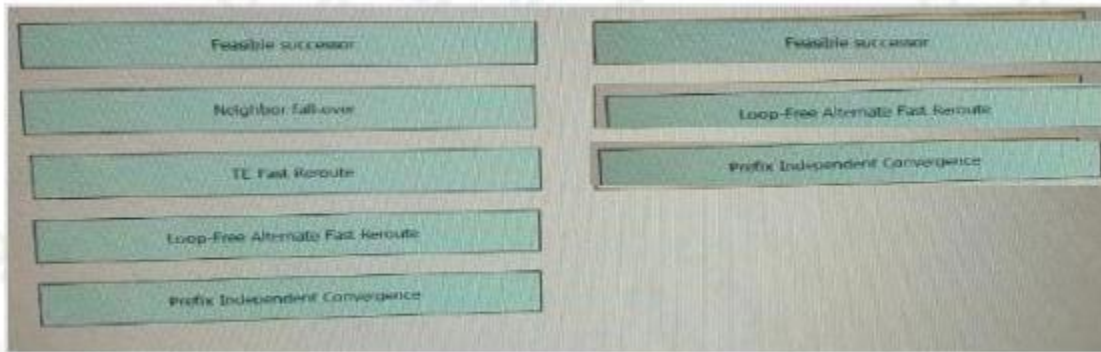 Feasible successor
Neighbor fall-over
TE Fast Reroute
Loop-Free Alternate Fast Reroute
Prefix Independent Convergence
Feasible successor
Loop-Free Alternate Fast Reroute
Prefix Independent Convergence